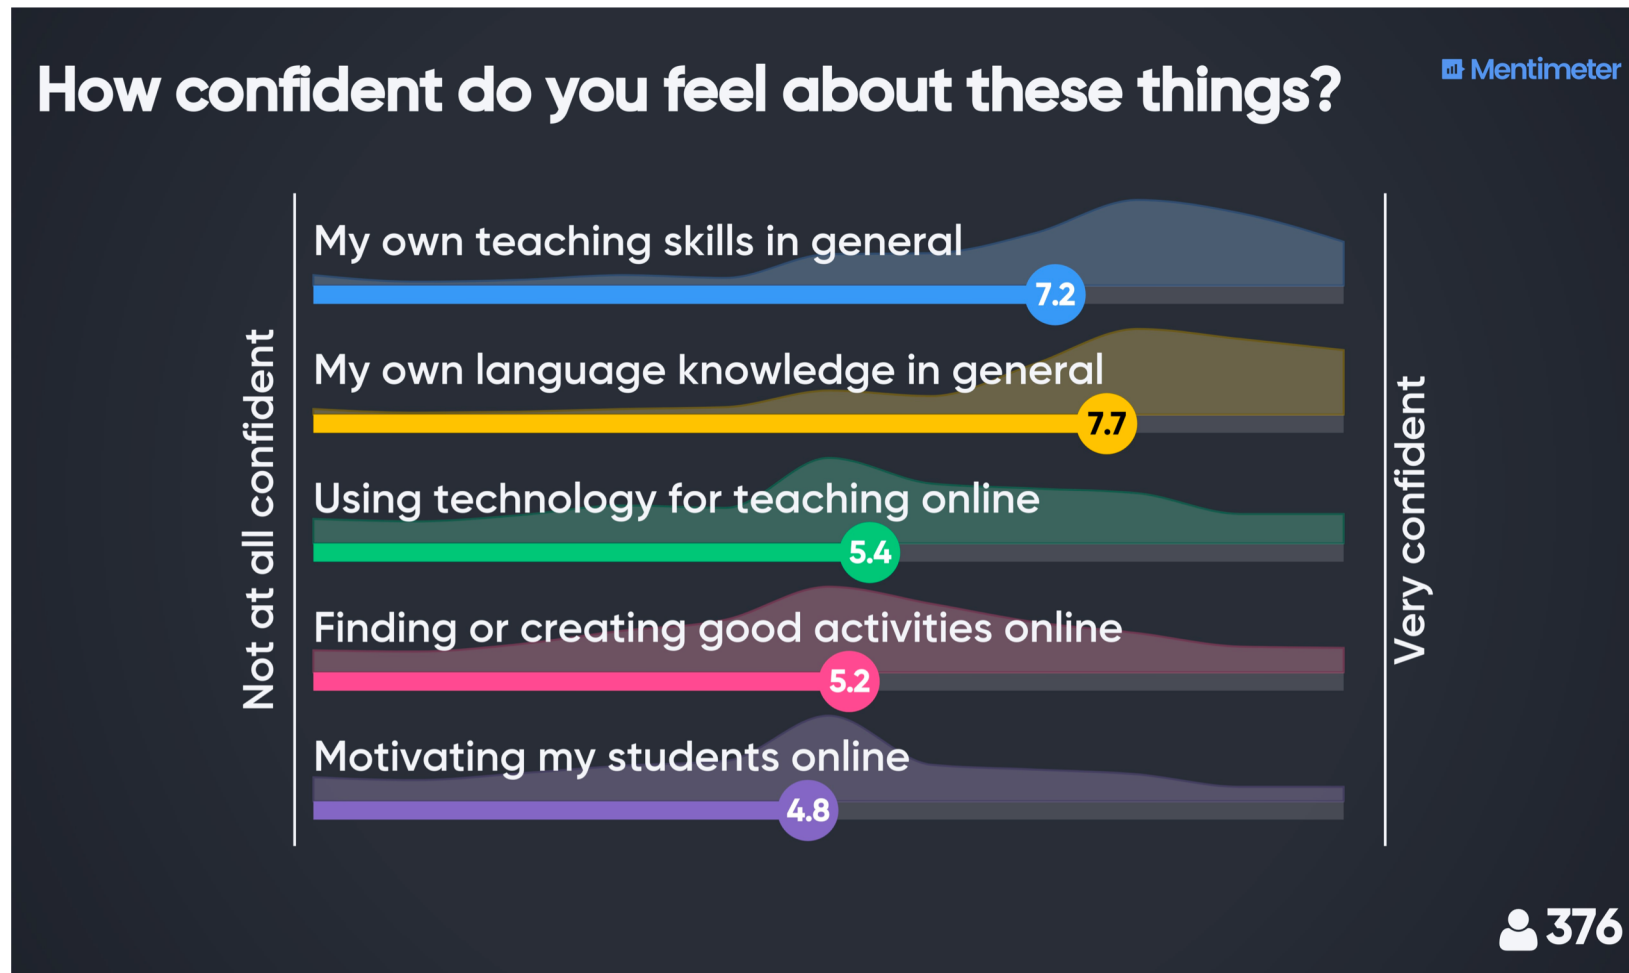 How confident do you feel about these things?
Mentimeter
Not at all confident
My own teaching skills in general
7.2
My own language knowledge in general
7.7
Using technology for teaching online
5.4
Finding or creating good activities online
5.2
Motivating my students online
4.8
Very confident
376